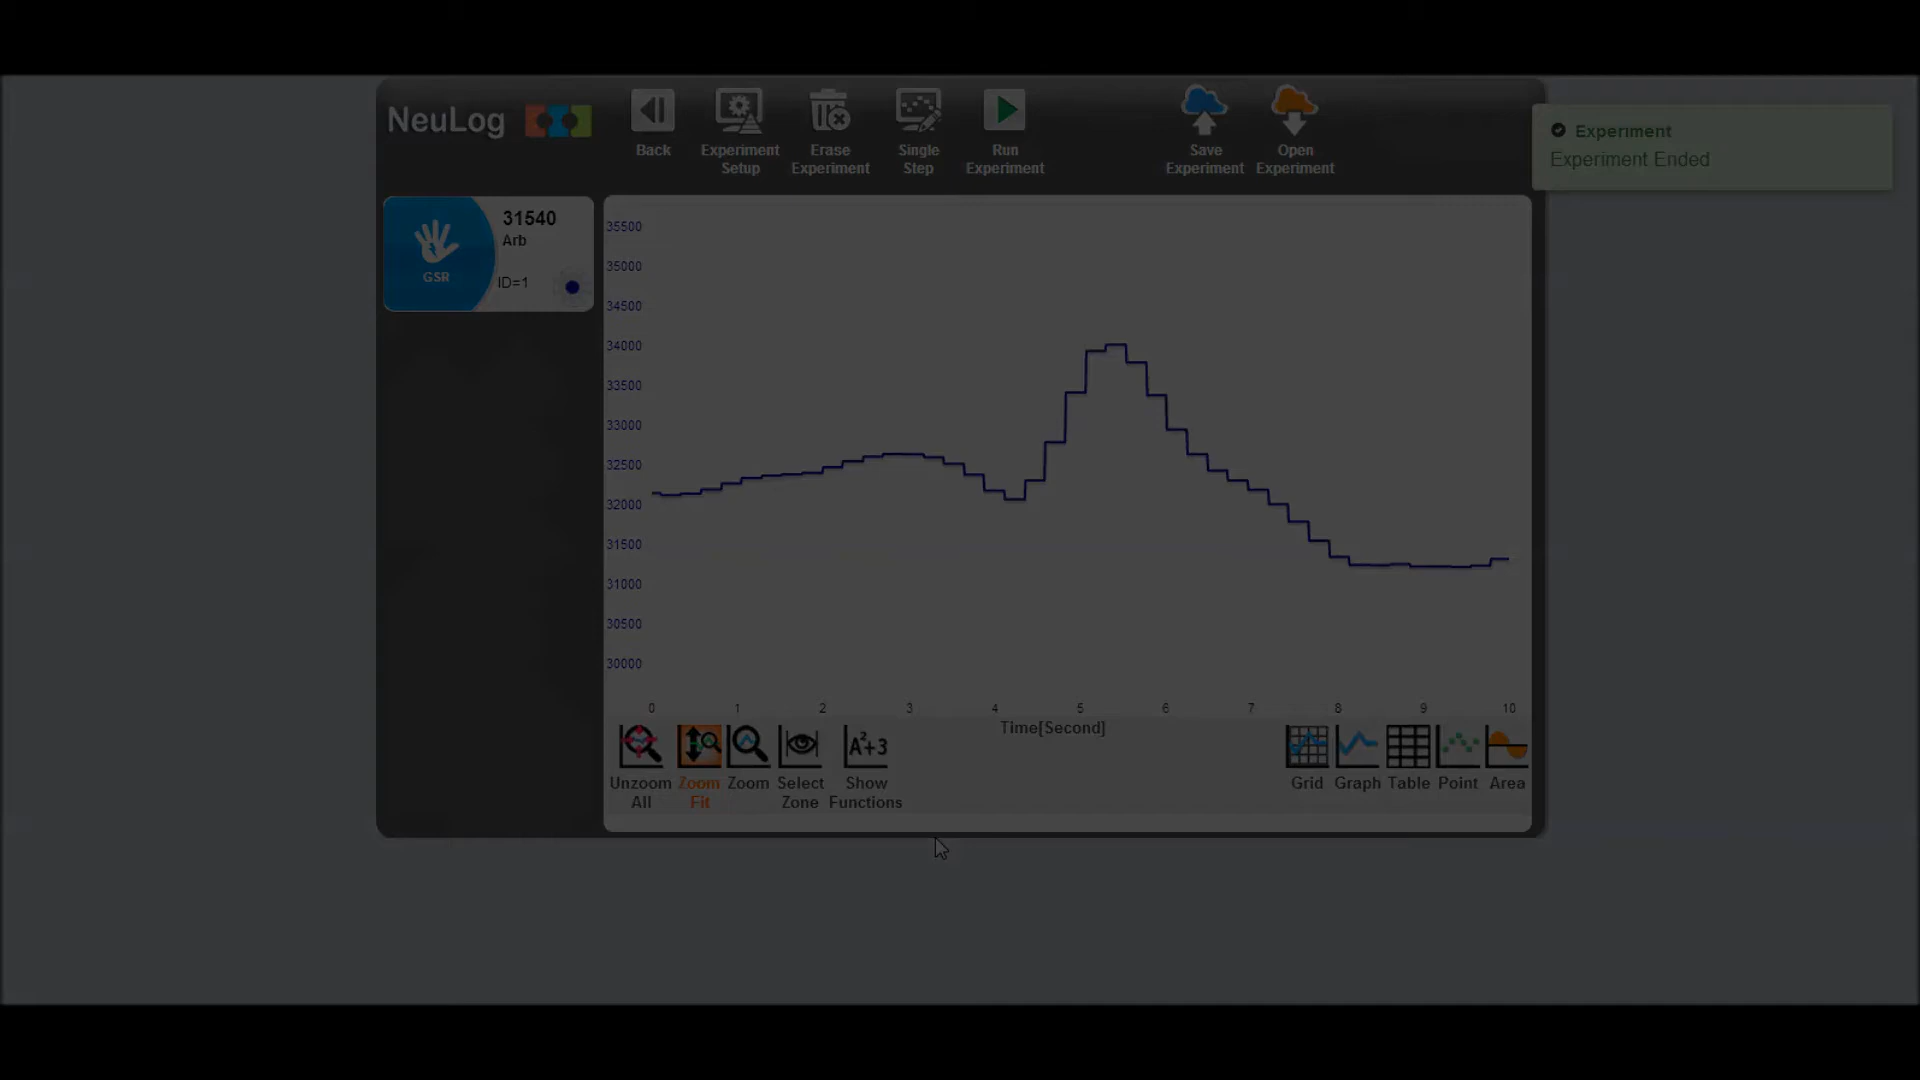 NeuLog
Back
Experiment
Setup
Erase
Experiment
Single
Step
Run
Experiment
Save
Experiment
Open
Experiment
Experiment
Experiment Ended
GSR
31540
Arb
ID=1
35500
35000
34500
34000
33500
33000
32500
32000
31500
31000
30500
30000
0 1 2 3 4 5 6 7 8 9 10
Time[Second]
Unzoom
All
Zoom
Fit
Zoom
Select
Zone
A²+3
Show
Functions
Grid
Graph
Table
Point
Area